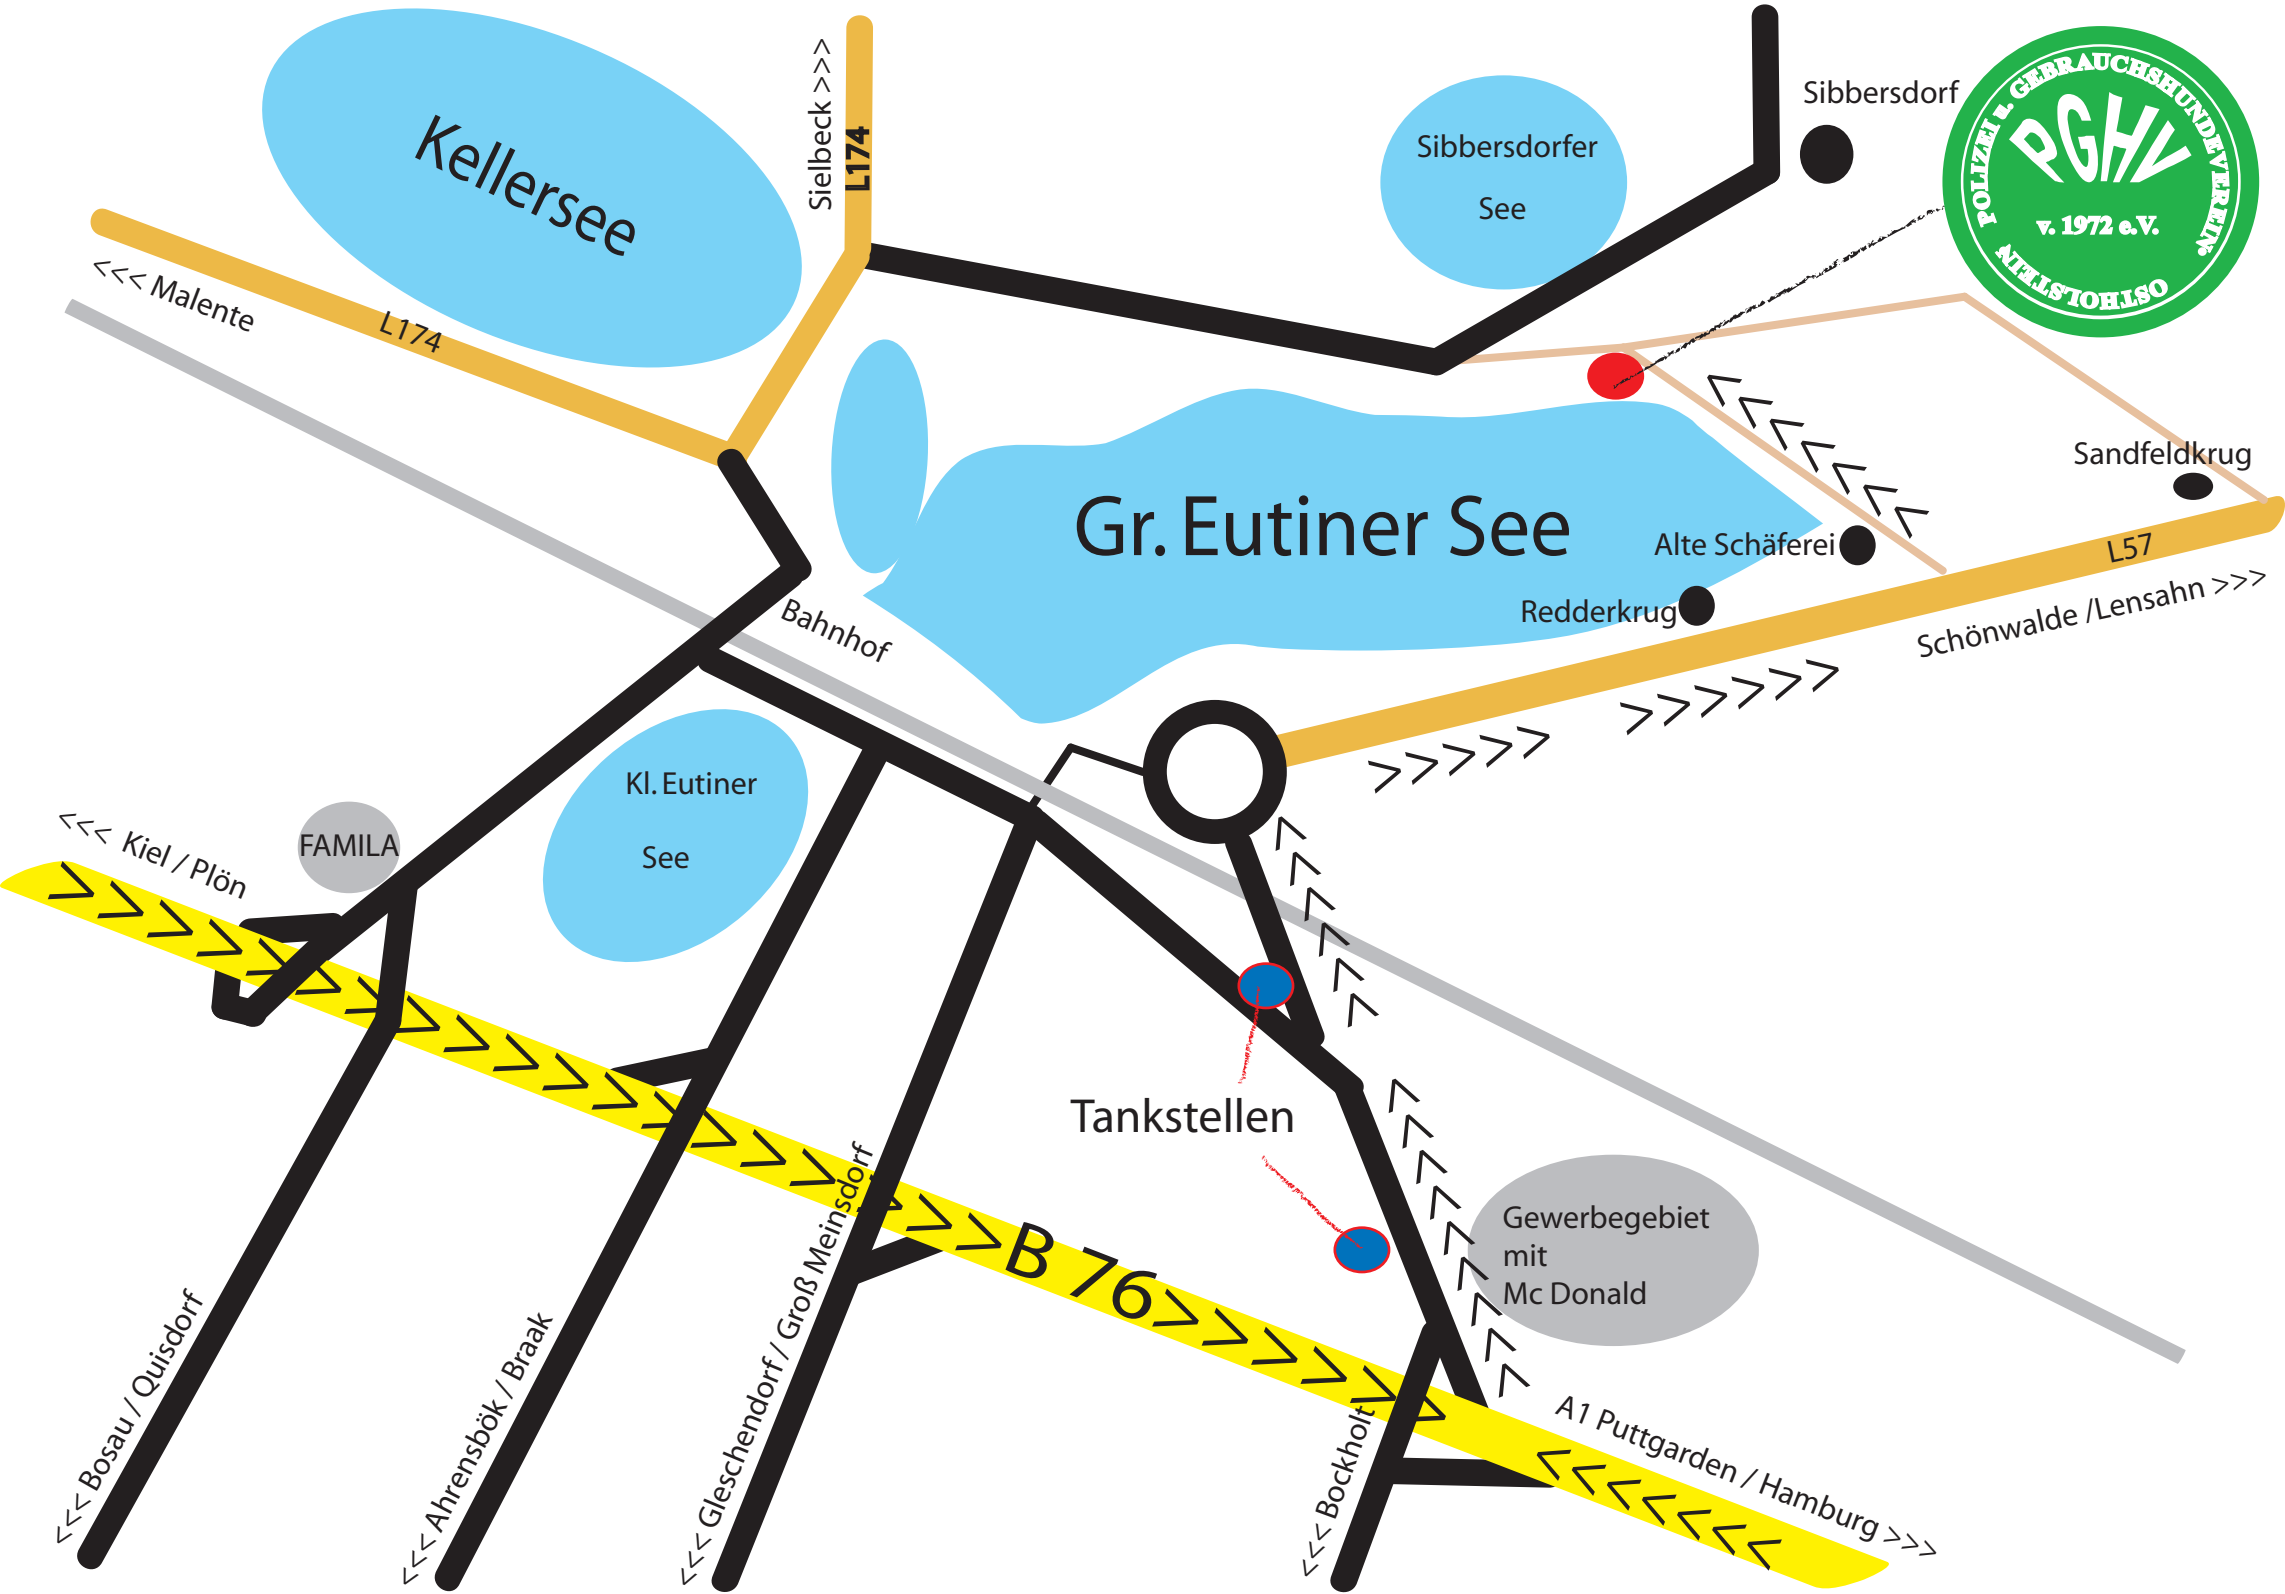 Kellersee
Sielbeck >>>>
L174
Sibbersdorfer
See
Sibbersdorf
POLIZEI u. GEBRAUCHSHUNDEVEREIN.
PGHV
v. 1972 e.V.
OSTHOLSTEIN
<<< Malente
L174
Gr. Eutiner See
Sandfeldkrug
Alte Schäferei
Redderkrug
L57
Schönwalde /Lensahn >>>
Bahnhof
Kl. Eutiner
See
FAMILA
<<< Kiel / Plön
Tankstellen
Gewerbegebiet
mit
Mc Donald
B 76
A1 Puttgarden / Hamburg >>>
<<< Bosau / Quisdorf
<<< Ahrensbök / Braak
<<< Gleschendorf / Groß Meinsdorf
<<< Bockholt